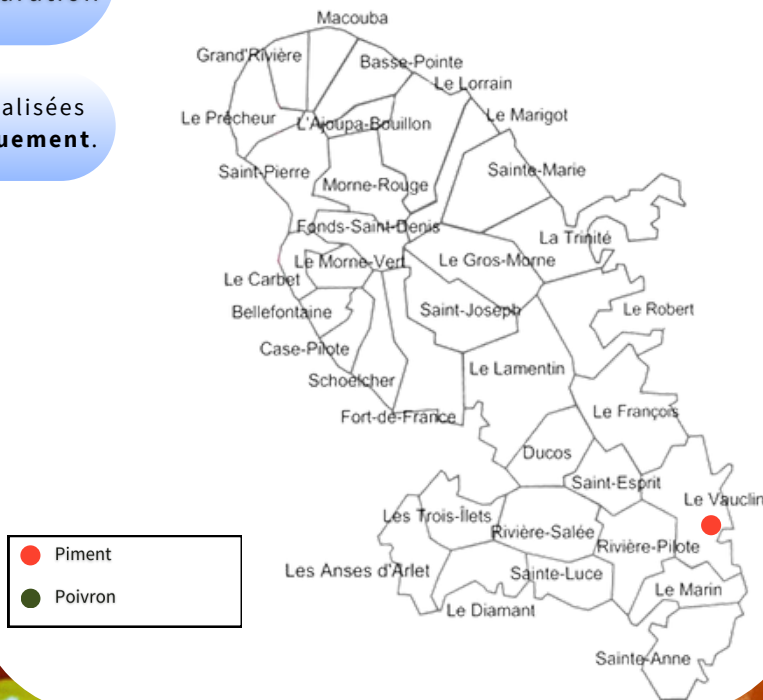 alisées
uement.
Macouba
Grand'Rivière
Basse-Pointe
Le Lorrain
Le Prêcheur
L'Ajoupa-Bouillon
Le Marigot
Saint-Pierre
Morne-Rouge
Sainte-Marie
Fonds-Saint-Denis
La Trinité
Le Morne-Vert
Le Gros-Morne
Le Carbet
Bellefontaine
Saint-Joseph
Le Robert
Case-Pilote
Schoelcher
Le Lamentin
Fort-de-France
Le François
Ducos
Saint-Esprit
Le Vauclin
Les Trois-Îlets
Rivière-Salée
Rivière-Pilote
Les Anses d'Arlet
Sainte-Luce
Le Marin
Le Diamant
Sainte-Anne
Piment
Poivron